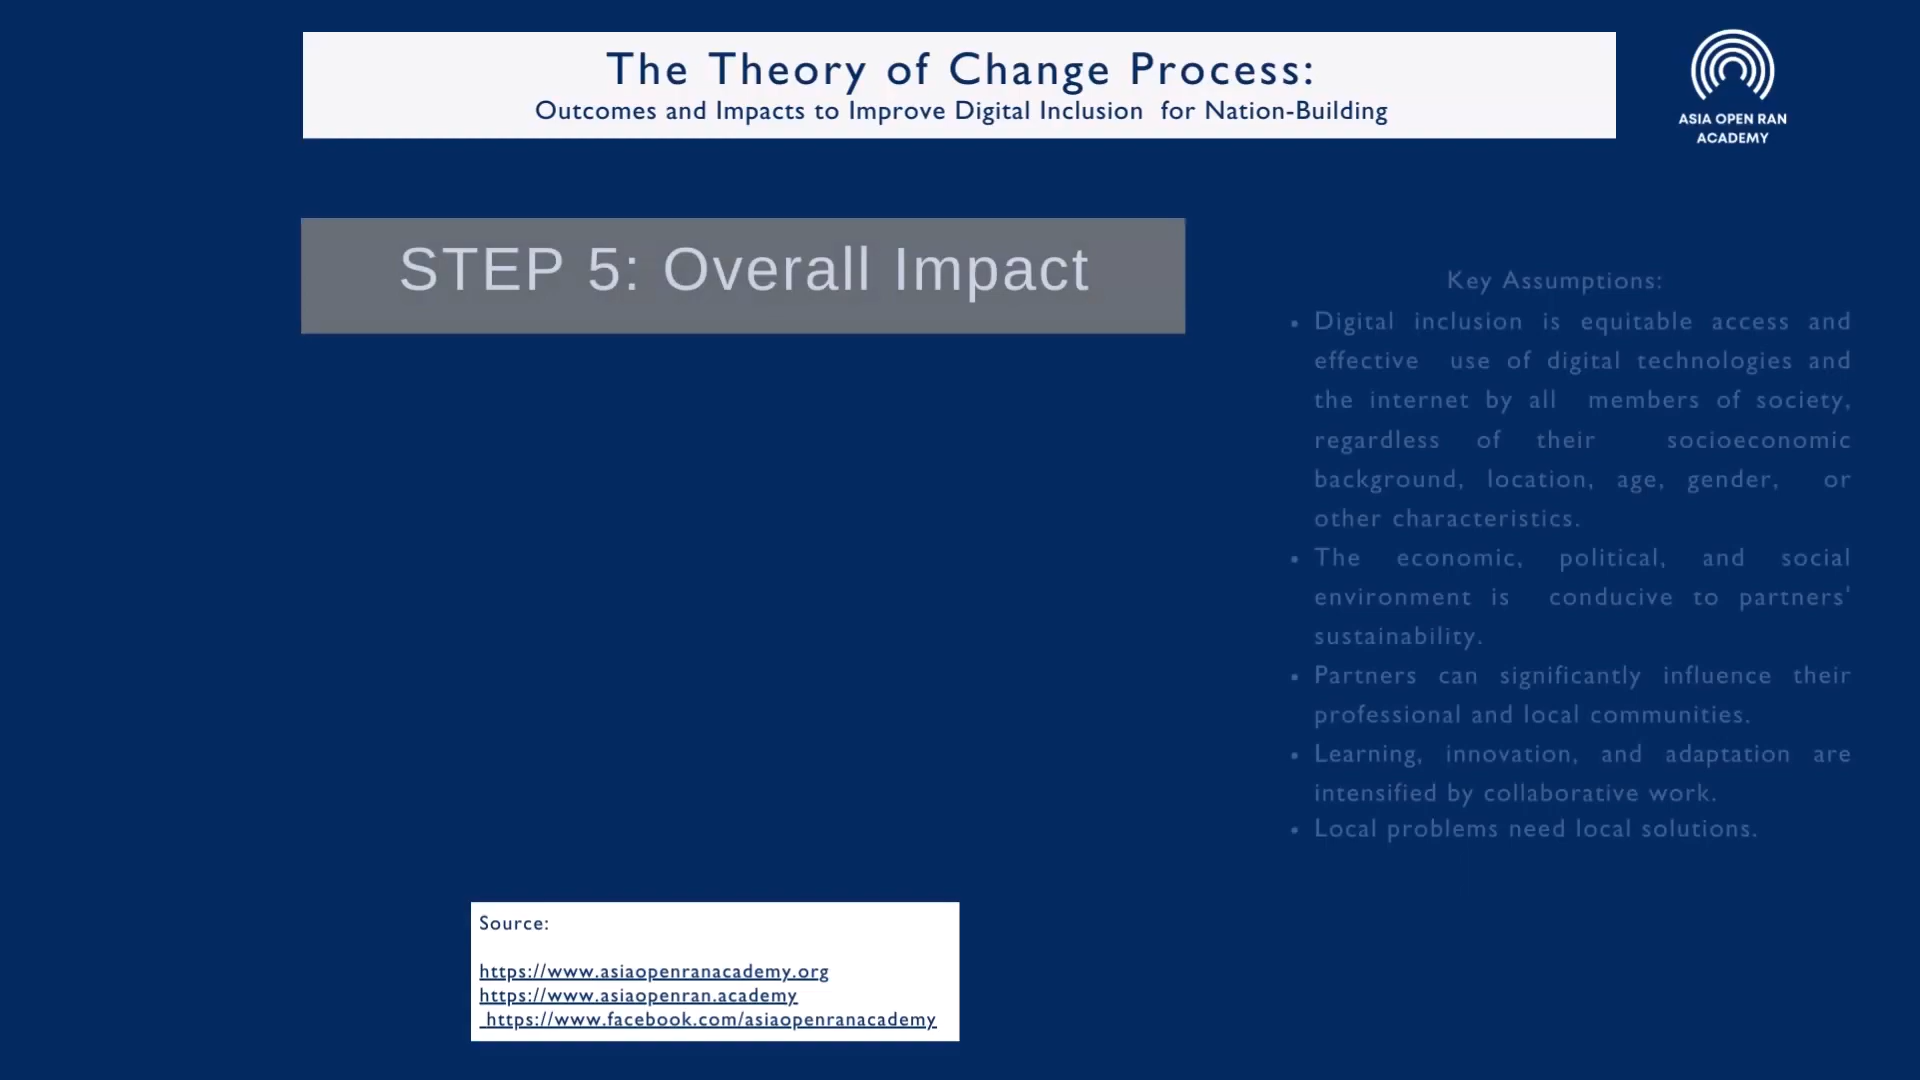 The Theory of Change Process:
Outcomes and Impacts to Improve Digital Inclusion for Nation-Building
ASIA OPEN RAN
ACADEMY
STEP 5: Overall Impact
Key Assumptions:
• Digital inclusion is equitable access and
effective use of digital technologies and
the internet by all members of society,
regardless of their socioeconomic
background, location, age, gender, or
other characteristics.
• The economic, political, and social
environment is conducive to partners'
sustainability.
• Partners can significantly influence their
professional and local communities.
• Learning, innovation, and adaptation are
intensified by collaborative work.
• Local problems need local solutions.
Source:
https://www.asiaopenranacademy.org
https://www.asiaopenran.academy
https://www.facebook.com/asiaopenranacademy